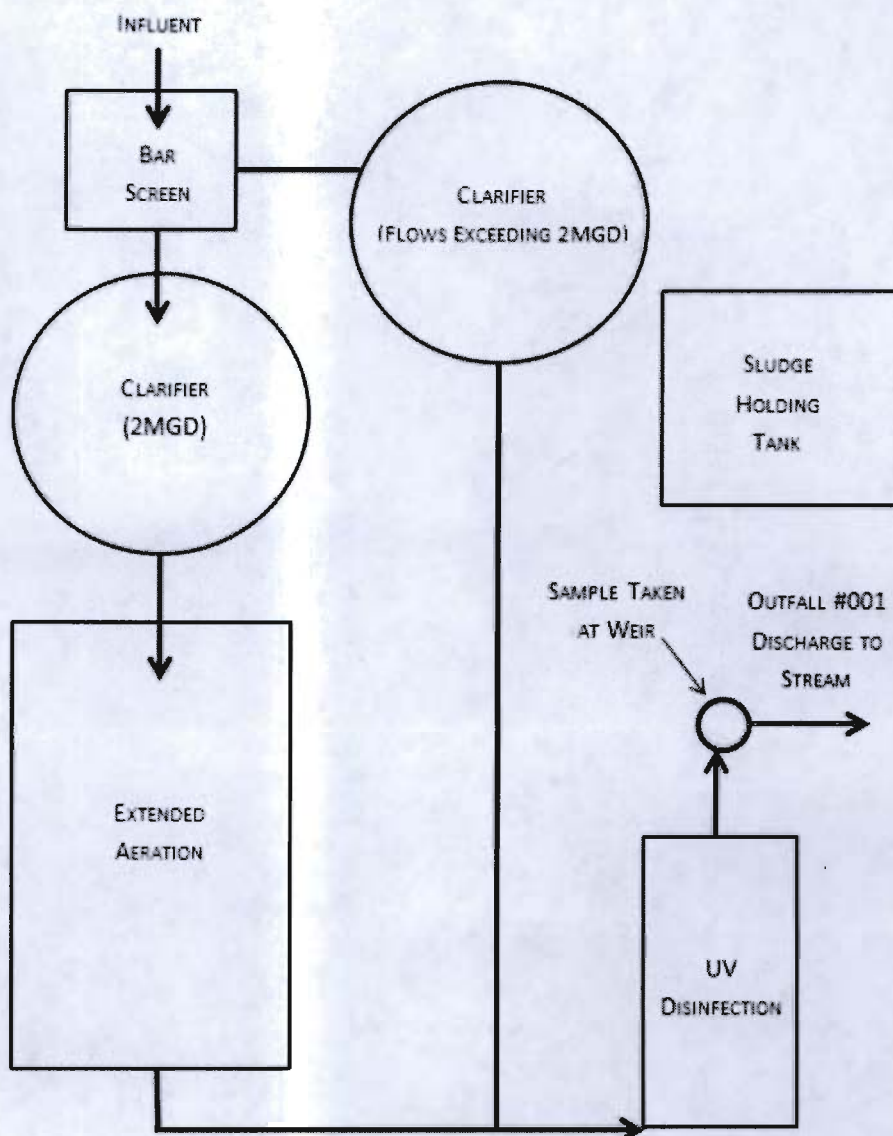 INFLUENT
BAR
SCREEN
CLARIFIER
(FLOWS EXCEEDING 2MGD)
CLARIFIER
(2MGD)
SLUDGE
HOLDING
TANK
SAMPLE TAKEN
AT WEIR
OUTFALL #001
DISCHARGE TO
STREAM
EXTENDED
AERATION
UV
DISINFECTION